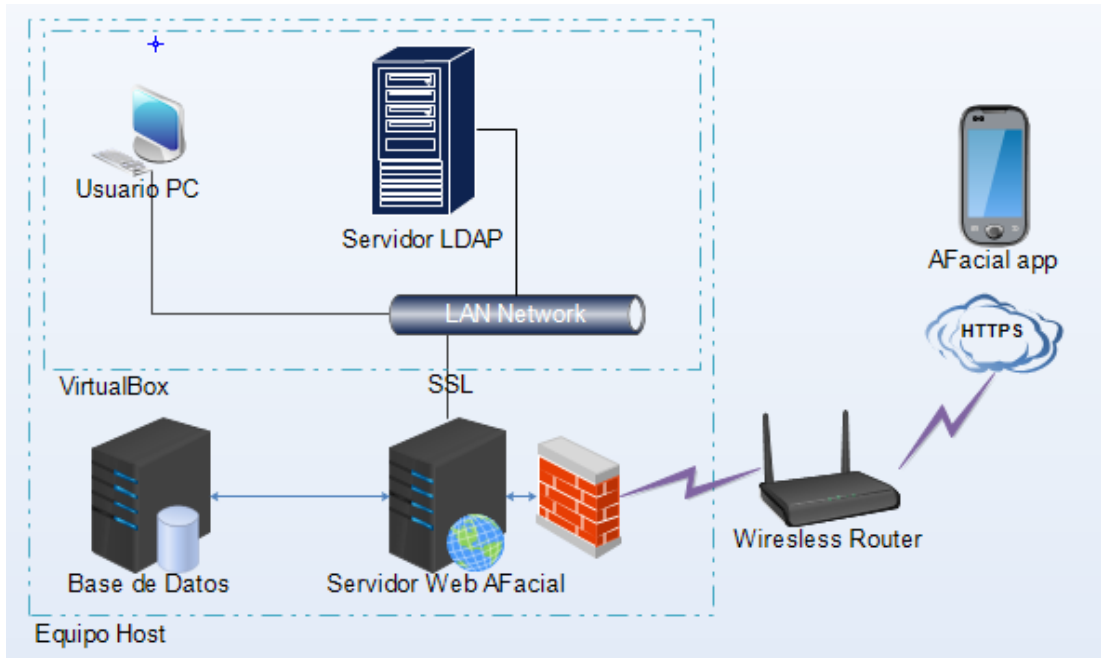 Usuario PC
Servidor LDAP
AFacial app
LAN Network
HTTPS
VirtualBox
SSL
Wiresless Router
Base de Datos
Servidor Web AFacial
Equipo Host